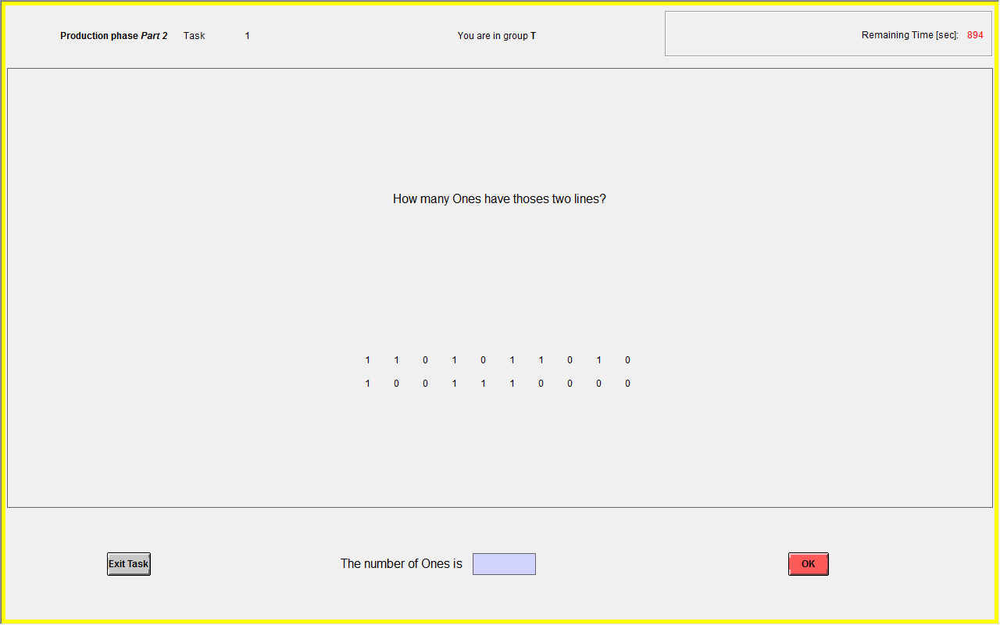 Production phase Part 2 Task 1 You are in group T Remaining Time [sec]: 894
How many Ones have thoses two lines?
1 1 0 1 0 1 1 0 1 0
1 0 0 1 1 1 0 0 0 0
Exit Task The number of Ones is OK